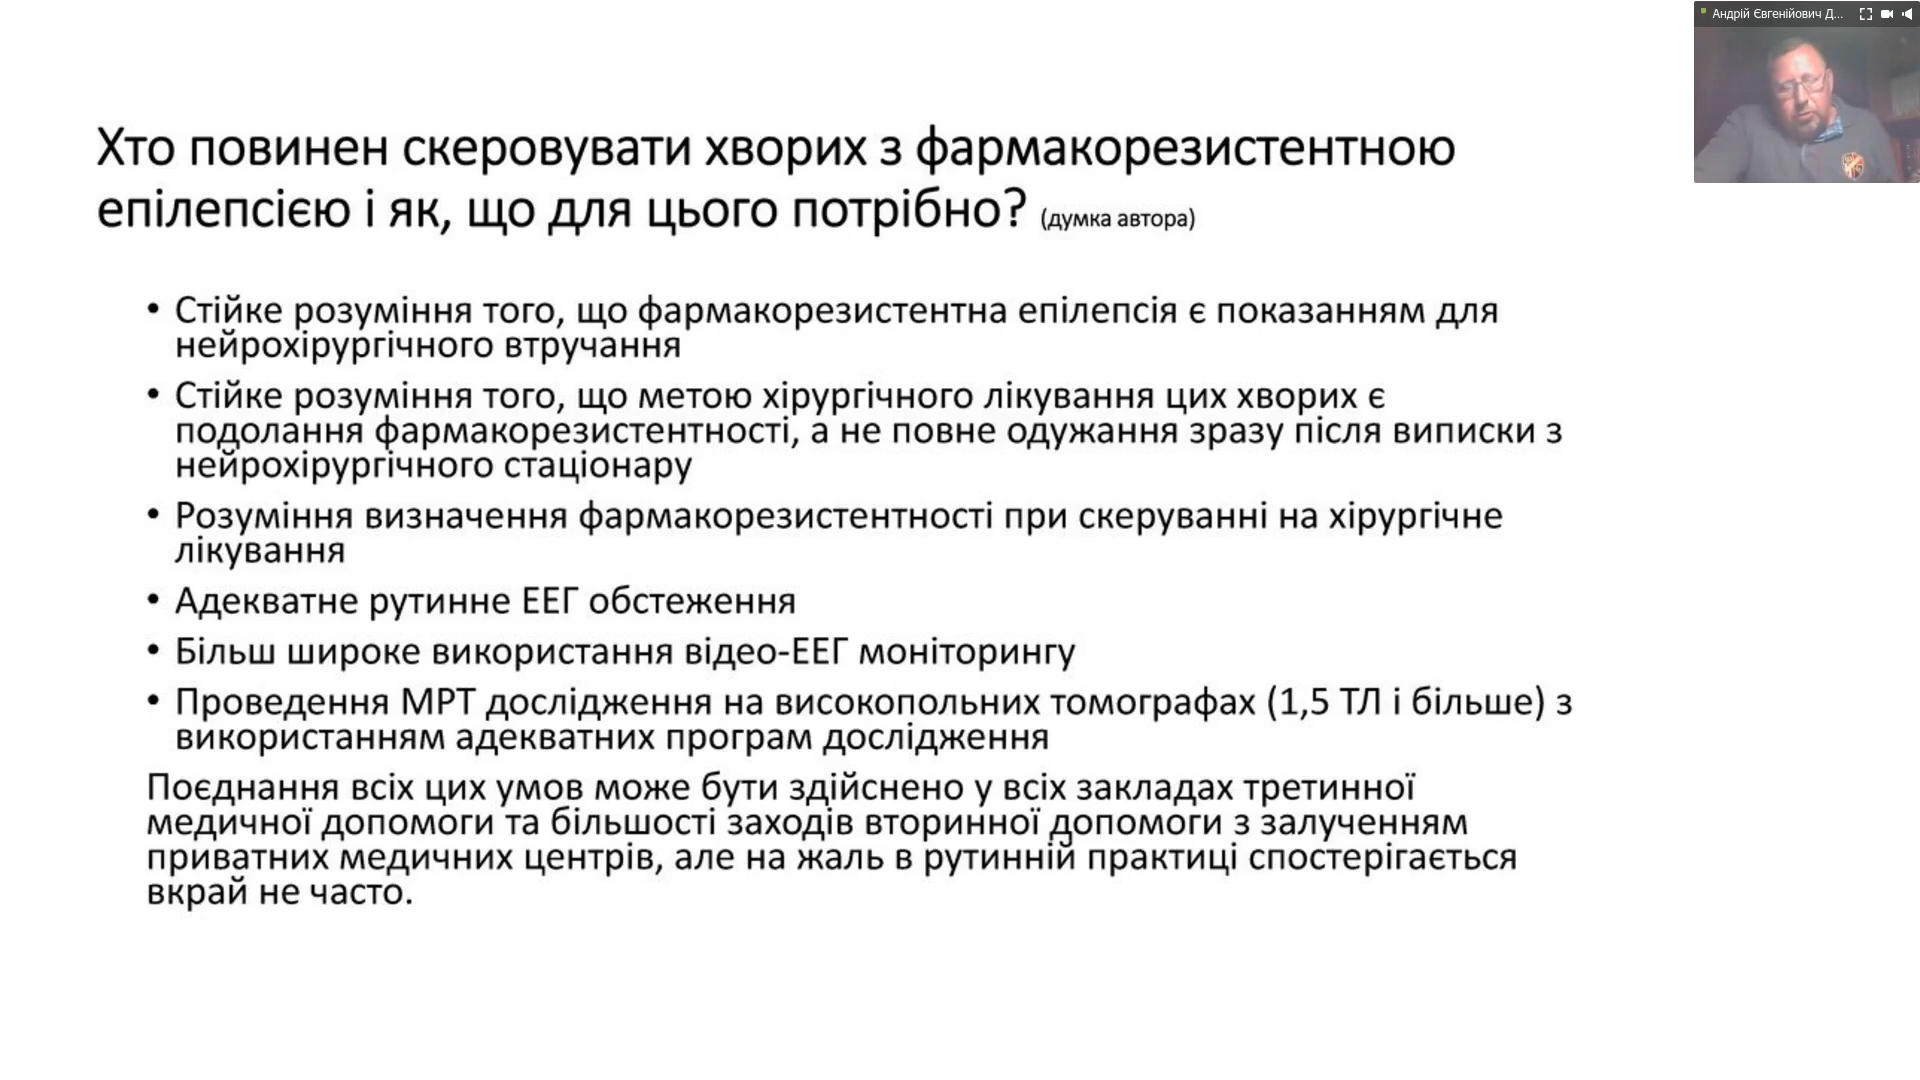 Андрій Євгенійович Д...
Хто повинен скеровувати хворих з фармакорезистентною
епілепсією і як, що для цього потрібно? (думка автора)
• Стійке розуміння того, що фармакорезистентна епілепсія є показанням для
нейрохірургічного втручання
• Стійке розуміння того, що метою хірургічного лікування цих хворих є
подолання фармакорезистентності, а не повне одужання зразу після виписки з
нейрохірургічного стаціонару
• Розуміння визначення фармакорезистентності при скеруванні на хірургічне
лікування
• Адекватне рутинне ЕЕГ обстеження
• Більш широке використання відео-ЕЕГ моніторингу
• Проведення МРТ дослідження на високопольних томографах (1,5 ТЛ і більше) з
використанням адекватних програм дослідження
Поєднання всіх цих умов може бути здійснено у всіх закладах третинної
медичної допомоги та більшості заходів вторинної допомоги з залученням
приватних медичних центрів, але на жаль в рутинній практиці спостерігається
вкрай не часто.